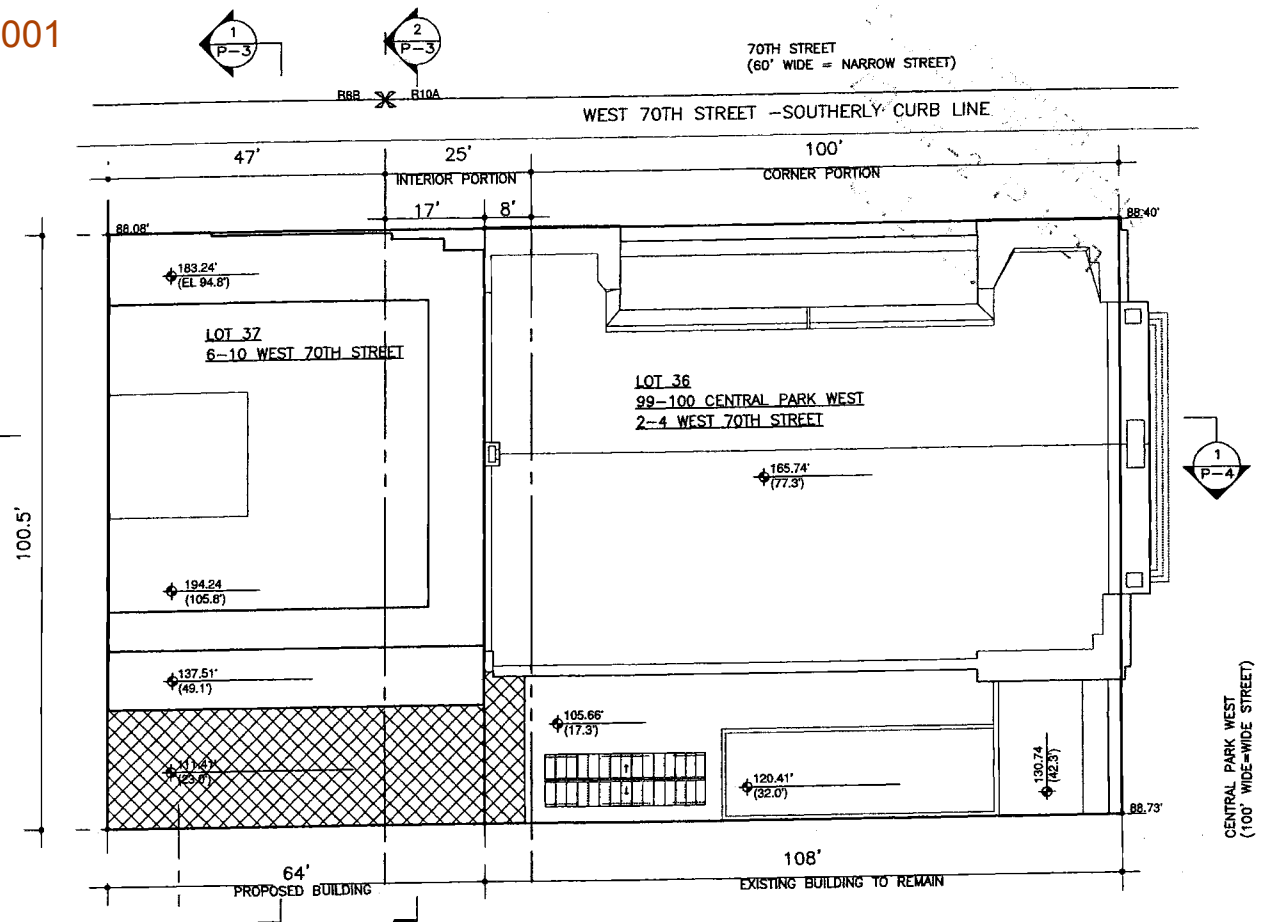 001
1
P-3
2
P-3
70TH STREET
(60' WIDE = NARROW STREET)
R8B
R10A
WEST 70TH STREET -SOUTHERLY CURB LINE
47'
25'
100'
INTERIOR PORTION
CORNER PORTION
17'
8'
88.08'
88.40'
183.24'
(EL 94.8')
LOT 37
6-10 WEST 70TH STREET
LOT 36
99-100 CENTRAL PARK WEST
2-4 WEST 70TH STREET
165.74'
(77.3')
1
P-4
100.5'
194.24
(105.8')
137.51'
(49.1')
105.66'
(17.3')
111.41'
(23.0')
120.41'
(32.0')
130.74
(42.3')
88.73'
CENTRAL PARK WEST
(100' WIDE=WIDE STREET)
64'
108'
PROPOSED BUILDING
EXISTING BUILDING TO REMAIN